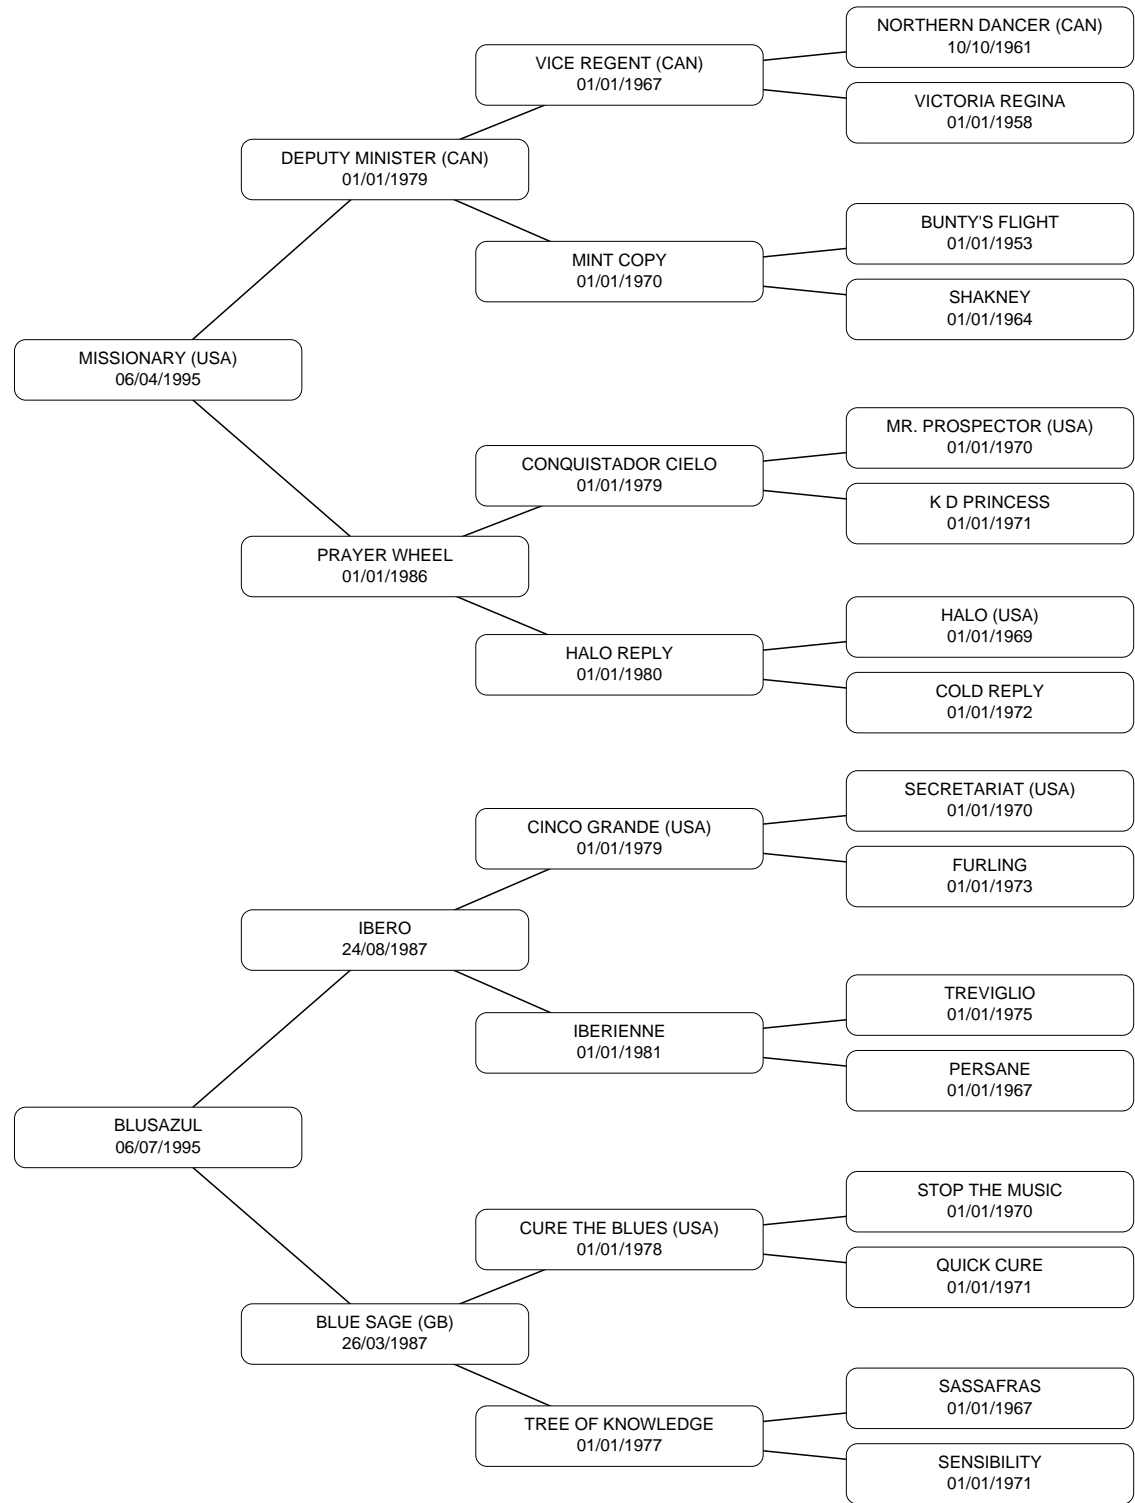 NORTHERN DANCER (CAN)
10/10/1961
VICE REGENT (CAN)
01/01/1967
VICTORIA REGINA
01/01/1958
DEPUTY MINISTER (CAN)
01/01/1979
BUNTY'S FLIGHT
01/01/1953
MINT COPY
01/01/1970
SHAKNEY
01/01/1964
MISSIONARY (USA)
06/04/1995
MR. PROSPECTOR (USA)
01/01/1970
CONQUISTADOR CIELO
01/01/1979
K D PRINCESS
01/01/1971
PRAYER WHEEL
01/01/1986
HALO (USA)
01/01/1969
HALO REPLY
01/01/1980
COLD REPLY
01/01/1972
SECRETARIAT (USA)
01/01/1970
CINCO GRANDE (USA)
01/01/1979
FURLING
01/01/1973
IBERO
24/08/1987
TREVIGLIO
01/01/1975
IBERIENNE
01/01/1981
PERSANE
01/01/1967
BLUSAZUL
06/07/1995
STOP THE MUSIC
01/01/1970
CURE THE BLUES (USA)
01/01/1978
QUICK CURE
01/01/1971
BLUE SAGE (GB)
26/03/1987
SASSAFRAS
01/01/1967
TREE OF KNOWLEDGE
01/01/1977
SENSIBILITY
01/01/1971